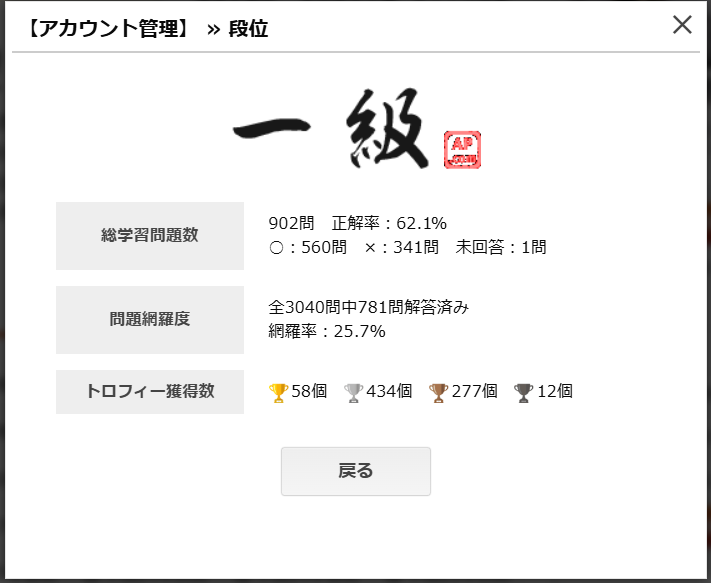 【アカウント管理】 » 段位
一級
AP
.com
総学習問題数
902問　正解率：62.1%
○：560問　×：341問　未回答：1問
問題網羅度
全3040問中781問解答済み
網羅率：25.7%
トロフィー獲得数
58個　434個　277個　12個
戻る